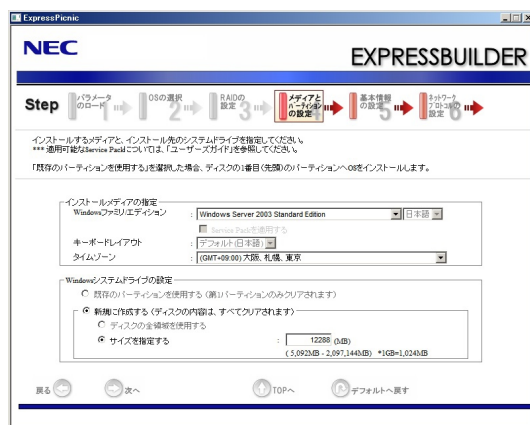 ExpressPicnic
NEC
EXPRESSBUILDER
Step
パラメータ
のロード 1
OSの選択
2
RAIDの
設定 3
メディアと
パーティション
の設定 4
基本情報
の設定 5
ネットワーク
プロトコルの
設定 6
インストールするメディアと、インストール先のシステムドライブを指定してください。
*** 適用可能なService Packについては、「ユーザーズガイド」を参照してください。
「既存のパーティションを使用する」を選択した場合、ディスクの1番目(先頭)のパーティションへOSをインストールします。
インストールメディアの指定
Windowsファミリ/エディション : Windows Server 2003 Standard Edition 日本語
Service Packを適用する
キーボードレイアウト : デフォルト(日本語)
タイムゾーン : (GMT+09:00) 大阪、札幌、東京
Windowsシステムドライブの設定
既存のパーティションを使用する (第1パーティションのみクリアされます)
新規に作成する (ディスクの内容は、すべてクリアされます)
ディスクの全領域を使用する
サイズを指定する : 12288 (MB)
( 5,092MB - 2,097,144MB) *1GB=1,024MB
戻る 次へ TOPへ デフォルトへ戻す